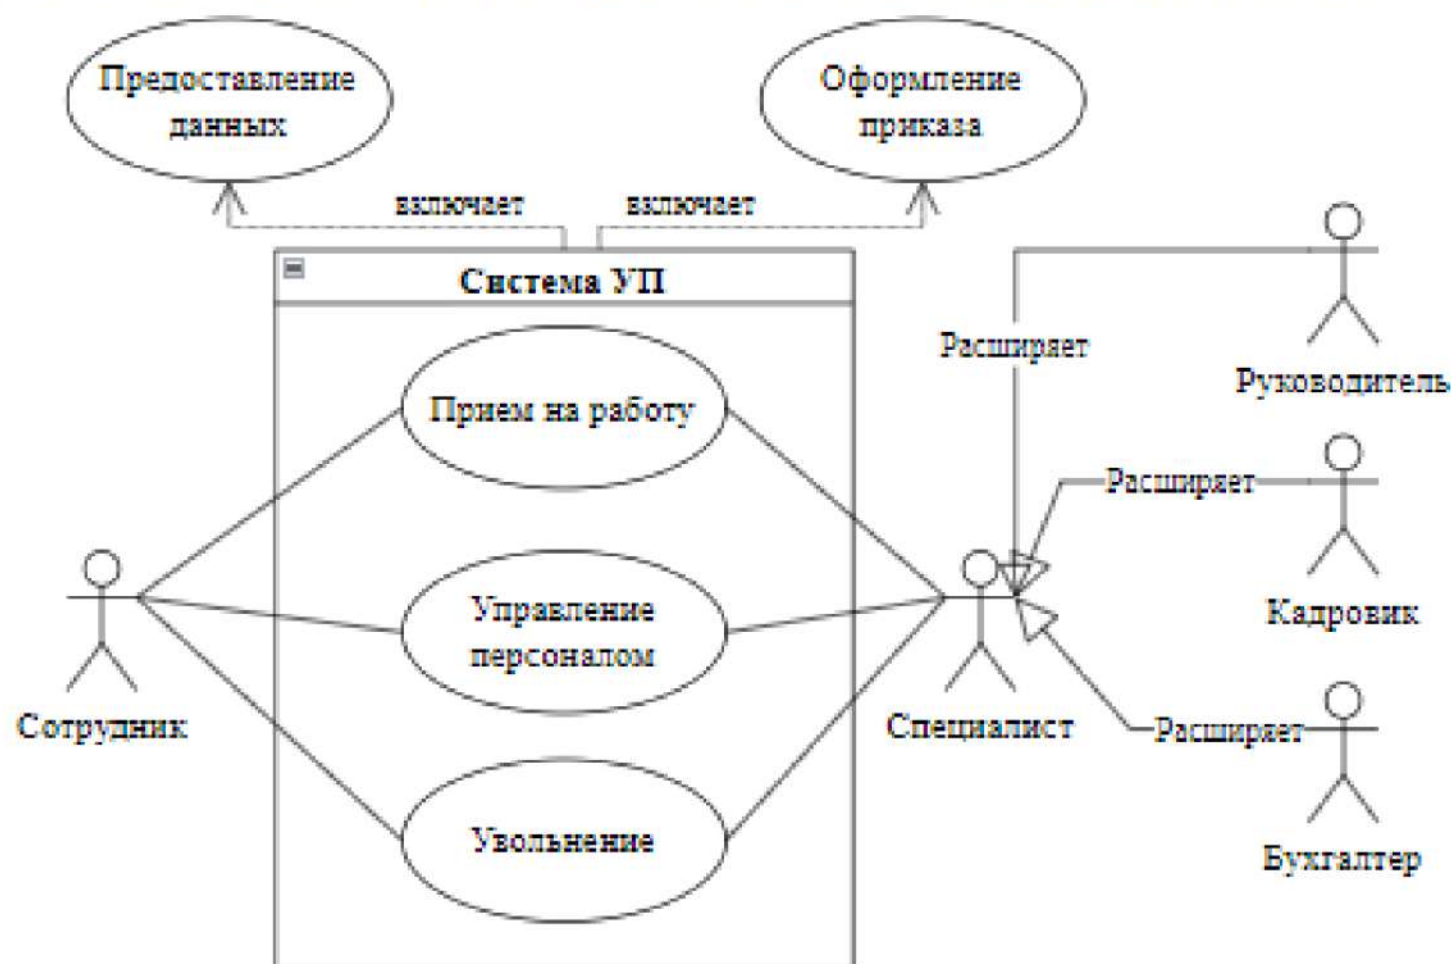 Предоставление
данных
Оформление
приказа
включает
включает
Система УП
Расширяет
Руководитель
Прием на работу
Расширяет
Кадровик
Управление
персоналом
Сотрудник
Специалист
Расширяет
Увольнение
Бухгалтер